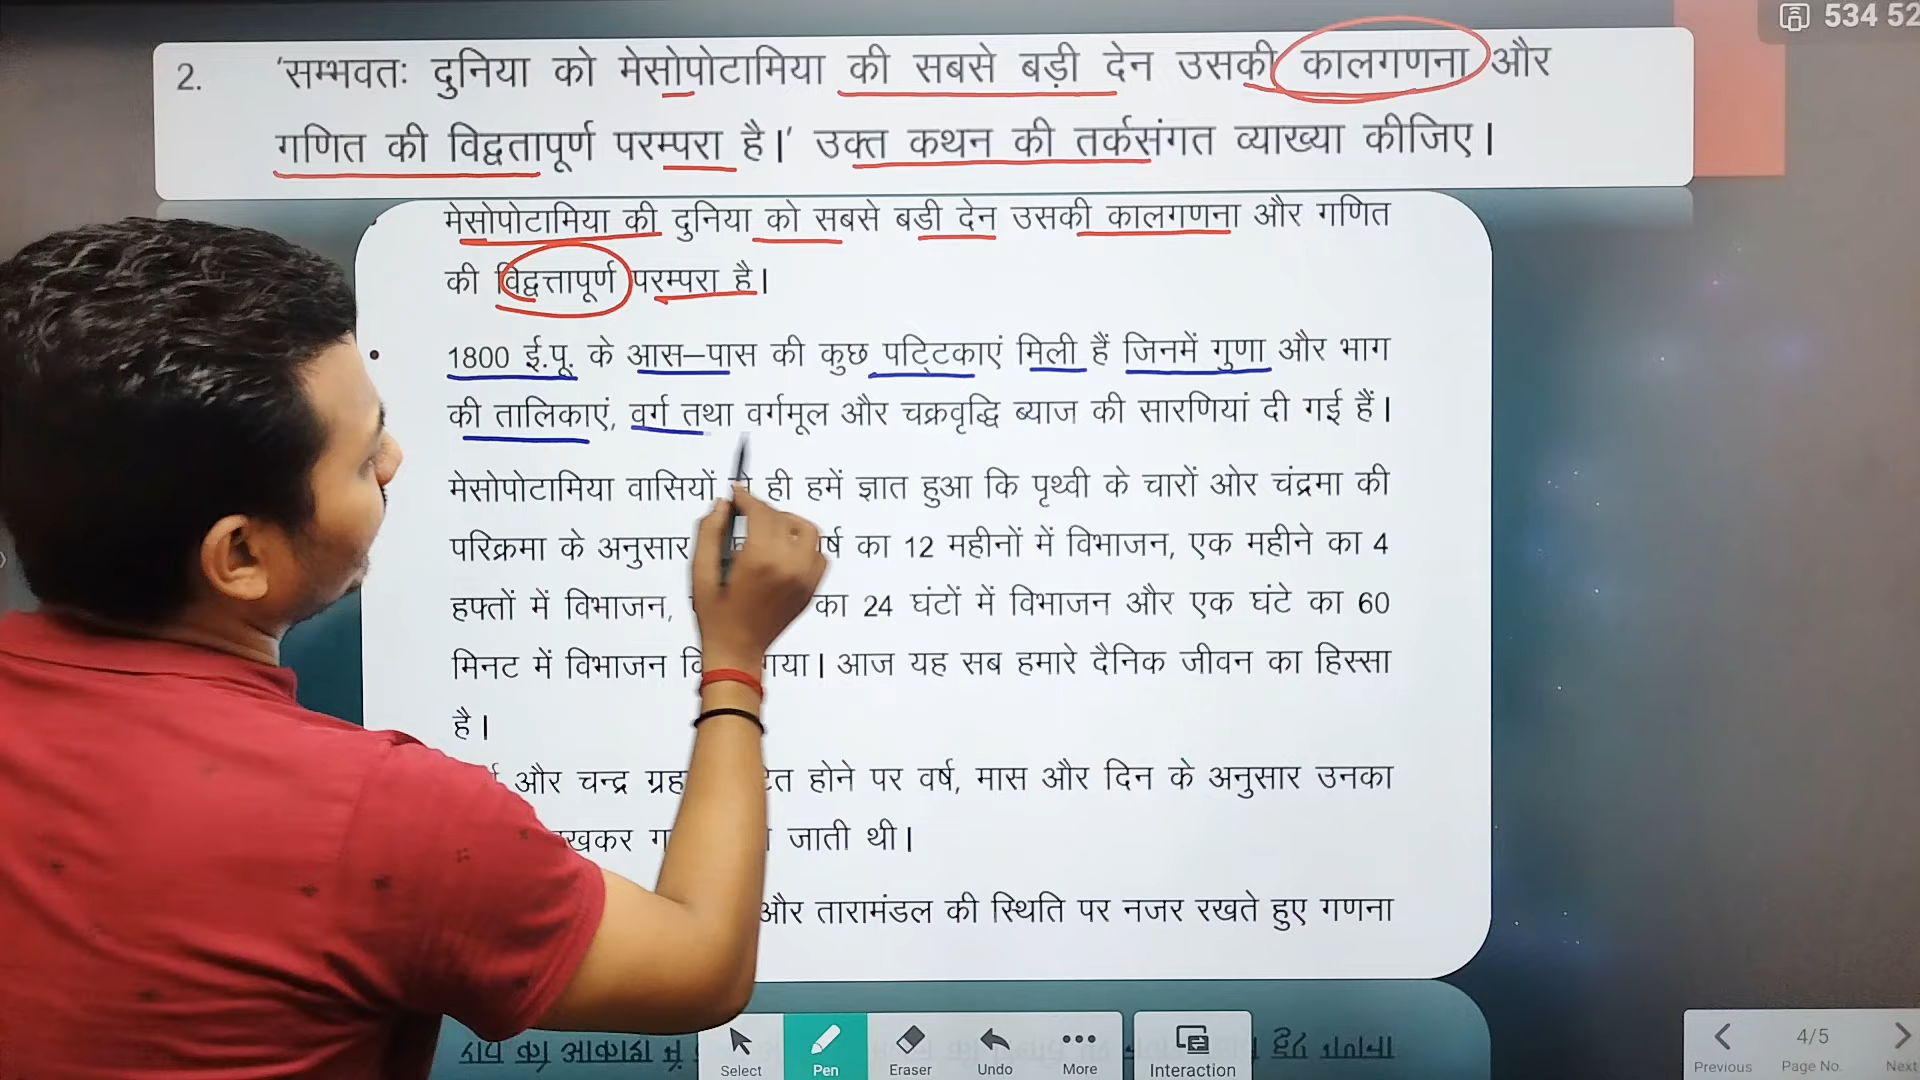 534 52
2. 'सम्भवतः दुनिया को मेसोपोटामिया की सबसे बड़ी देन उसकी कालगणना और
गणित की विद्वतापूर्ण परम्परा है।' उक्त कथन की तर्कसंगत व्याख्या कीजिए।
मेसोपोटामिया की दुनिया को सबसे बडी देन उसकी कालगणना और गणित
की विद्वत्तापूर्ण परम्परा है।
• 1800 ई.पू. के आस–पास की कुछ पट्टिकाएं मिली हैं जिनमें गुणा और भाग
की तालिकाएं, वर्ग तथा वर्गमूल और चक्रवृद्धि ब्याज की सारणियां दी गई हैं।
मेसोपोटामिया वासियों ही हमें ज्ञात हुआ कि पृथ्वी के चारों ओर चंद्रमा की
परिक्रमा के अनुसार का 12 महीनों में विभाजन, एक महीने का 4
हफ्तों में विभाजन, का 24 घंटों में विभाजन और एक घंटे का 60
मिनट में विभाजन गया। आज यह सब हमारे दैनिक जीवन का हिस्सा
है।
और चन्द्र होने पर वर्ष, मास और दिन के अनुसार उनका
जाती थी।
और तारामंडल की स्थिति पर नजर रखते हुए गणना
Select
Pen
Eraser
Undo
More
Interaction
Previous
4/5
Page No.
Next